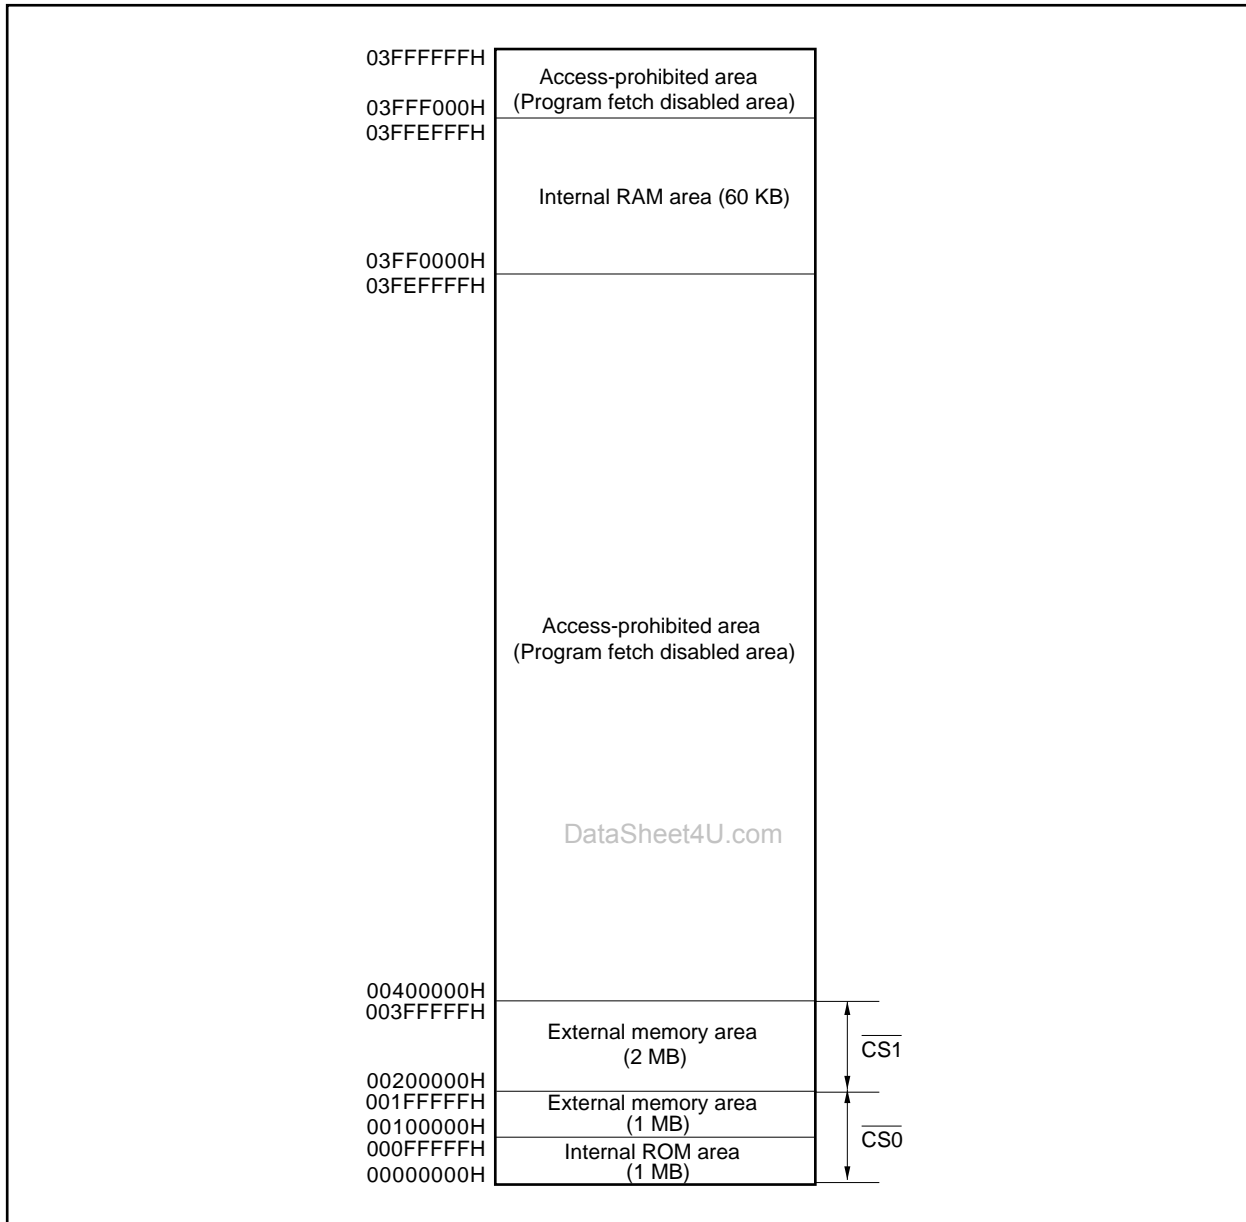 03FFFFFFH
Access-prohibited area
(Program fetch disabled area)
03FFF000H
03FFEFFFH
Internal RAM area (60 KB)
03FF0000H
03FEFFFFH
Access-prohibited area
(Program fetch disabled area)
DataSheet4U.com
00400000H
003FFFFFH
External memory area
(2 MB)
CS1
00200000H
001FFFFFH
External memory area
(1 MB)
00100000H
CS0
000FFFFFH
Internal ROM area
(1 MB)
00000000H